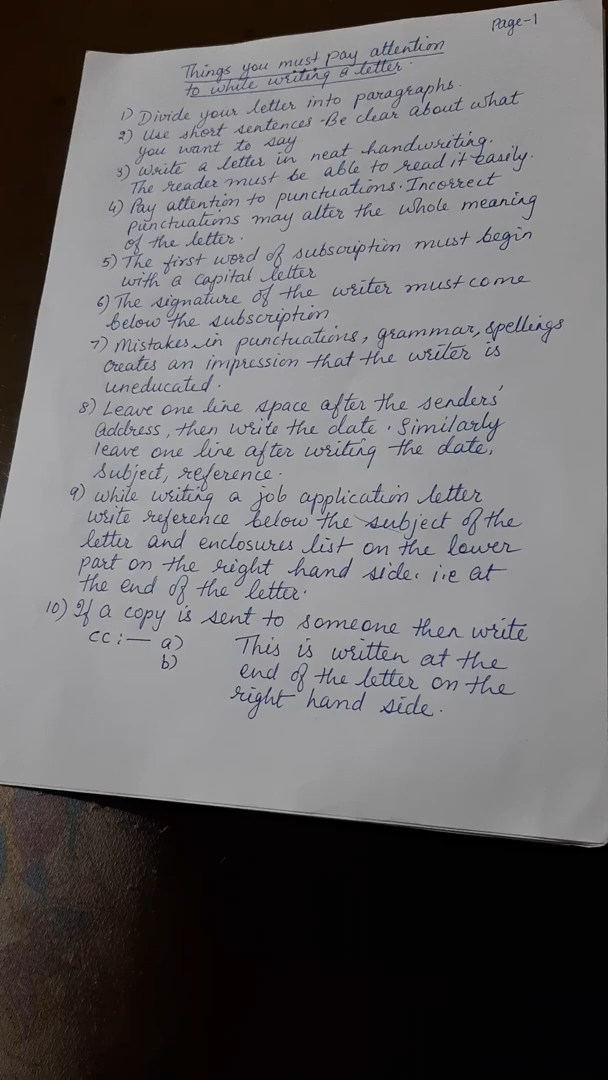 Page-1
Things you must pay attention
to while writing a letter.
1) Divide your letter into paragraphs.
2) Use short sentences. Be clear about what
you want to say
3) Write a letter in neat handwriting.
The reader must be able to read it easily.
4) Pay attention to punctuations. Incorrect
punctuations may alter the whole meaning
of the letter.
5) The first word of subscription must begin
with a capital letter
6) The signature of the writer must come
below the subscription
7) Mistakes in punctuations, grammar, spellings
creates an impression that the writer is
uneducated.
8) Leave one line space after the senders'
address, then write the date. Similarly
leave one line after writing the date,
subject, reference.
9) While writing a job application letter
write reference below the subject of the
letter and enclosures list on the lower
part on the right hand side. i.e at
the end of the letter.
10) If a copy is sent to someone then write
CC :— a) This is written at the
b) end of the letter on the
right hand side.